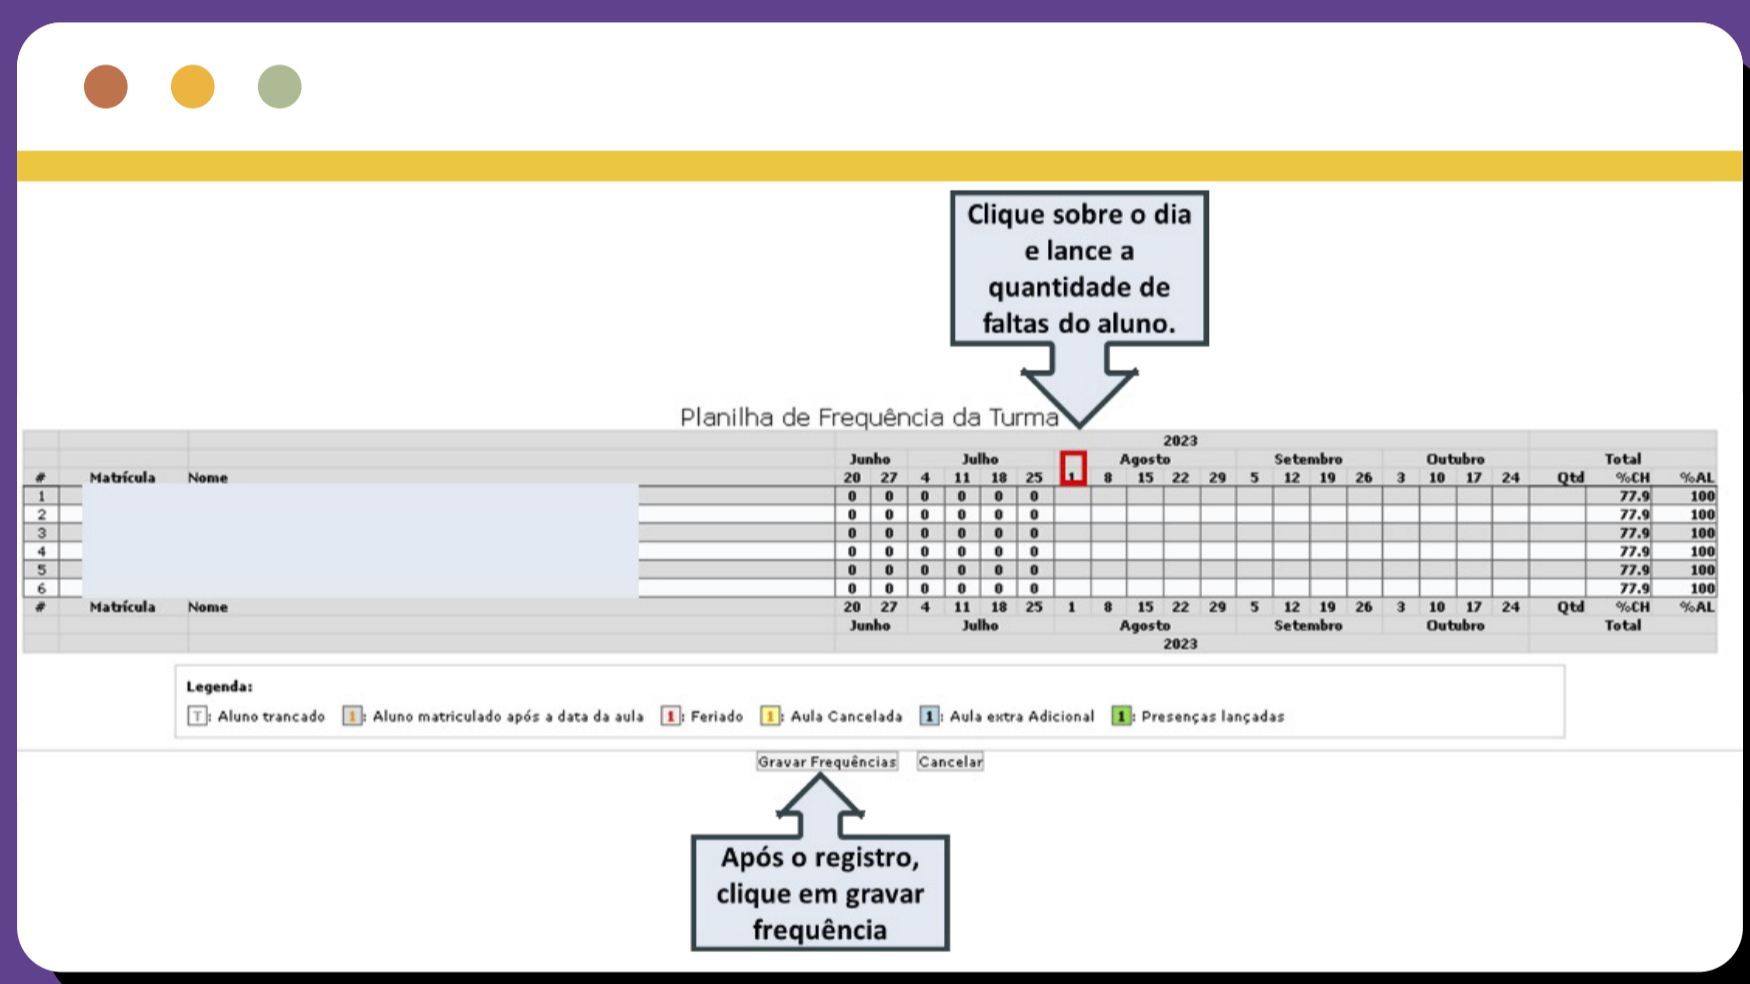 Clique sobre o dia
e lance a
quantidade de
faltas do aluno.
Planilha de Frequência da Turma
2023
Junho Julho Agosto Setembro Outubro Total
# Matrícula Nome 20 27 4 11 18 25 1 8 15 22 29 5 12 19 26 3 10 17 24 Qtd %CH %AL
1 0 0 0 0 0 0 77.9 100
2 0 0 0 0 0 0 77.9 100
3 0 0 0 0 0 0 77.9 100
4 0 0 0 0 0 0 77.9 100
5 0 0 0 0 0 0 77.9 100
6 0 0 0 0 0 0 77.9 100
# Matrícula Nome 20 27 4 11 18 25 1 8 15 22 29 5 12 19 26 3 10 17 24 Qtd %CH %AL
Junho Julho Agosto Setembro Outubro Total
2023
Legenda:
T: Aluno trancado 1: Aluno matriculado após a data da aula 1: Feriado 1: Aula Cancelada 1: Aula extra Adicional 1: Presenças lançadas
Gravar Frequências Cancelar
Após o registro,
clique em gravar
frequência